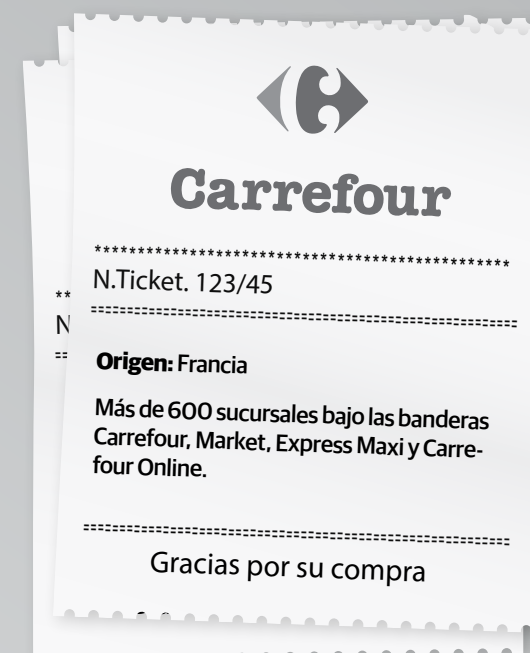 Carrefour
************************************************
N.Ticket. 123/45
==================================================
Origen: Francia
Más de 600 sucursales bajo las banderas
Carrefour, Market, Express Maxi y Carre-
four Online.
==================================================
Gracias por su compra